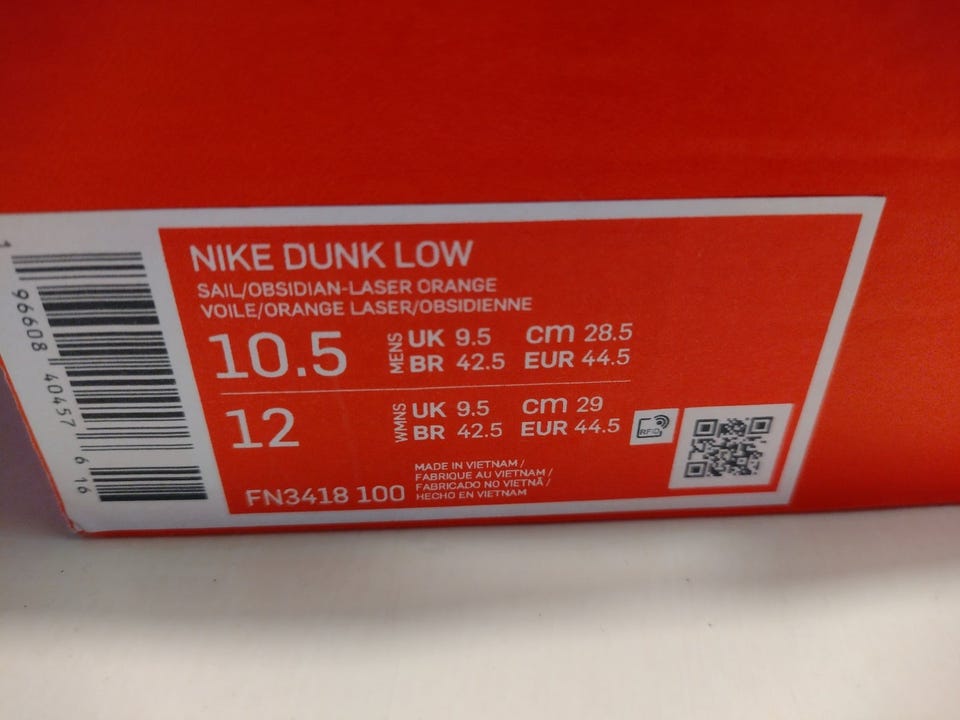 NIKE DUNK LOW
SAIL/OBSIDIAN-LASER ORANGE
VOILE/ORANGE LASER/OBSIDIENNE
10.5 MENS UK 9.5 cm 28.5
BR 42.5 EUR 44.5
12 WMNS UK 9.5 cm 29
BR 42.5 EUR 44.5
RFID
MADE IN VIETNAM /
FABRIQUE AU VIETNAM /
FABRICADO NO VIETNÃ /
HECHO EN VIETNAM
FN3418 100
1 96608 40457 6 16